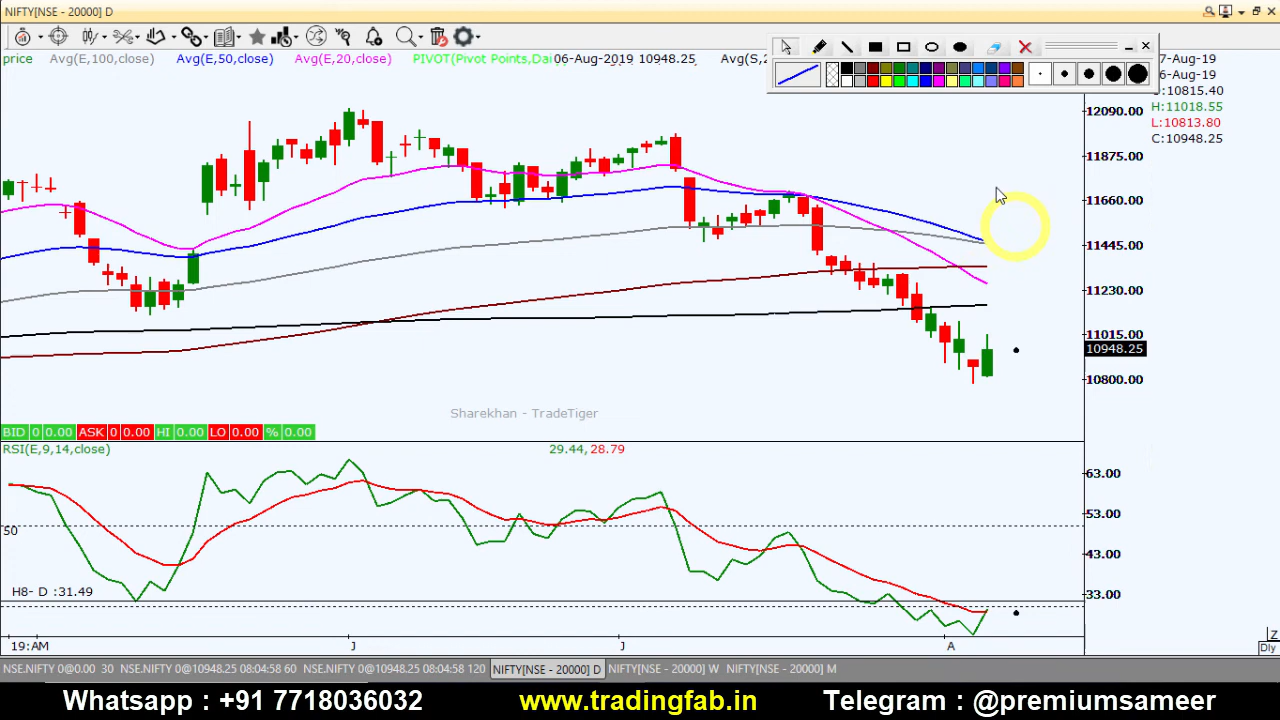 NIFTY[NSE - 20000] D
price Avg(E,100,close) Avg(E,50,close) Avg(E,20,close) PIVOT(Pivot Points,Dai 06-Aug-2019 10948.25 Avg(S,2
7-Aug-19
6-Aug-19
:10815.40
H:11018.55
L:10813.80
C:10948.25
12090.00
11875.00
11660.00
11445.00
11230.00
11015.00
10948.25
10800.00
Sharekhan - TradeTiger
BID 0 0.00 ASK 0 0.00 HI 0.00 LO 0.00 % 0.00
RSI(E,9,14,close) 29.44, 28.79
63.00
53.00
50
43.00
H8- D :31.49
33.00
19:AM J J A
Z
Dly
NSE.NIFTY 0@0.00 30 NSE.NIFTY 0@10948.25 08:04:58 60 NSE.NIFTY 0@10948.25 08:04:58 120 NIFTY[NSE - 20000] D NIFTY[NSE - 20000] W NIFTY[NSE - 20000] M
Whatsapp : +91 7718036032 www.tradingfab.in Telegram : @premiumsameer